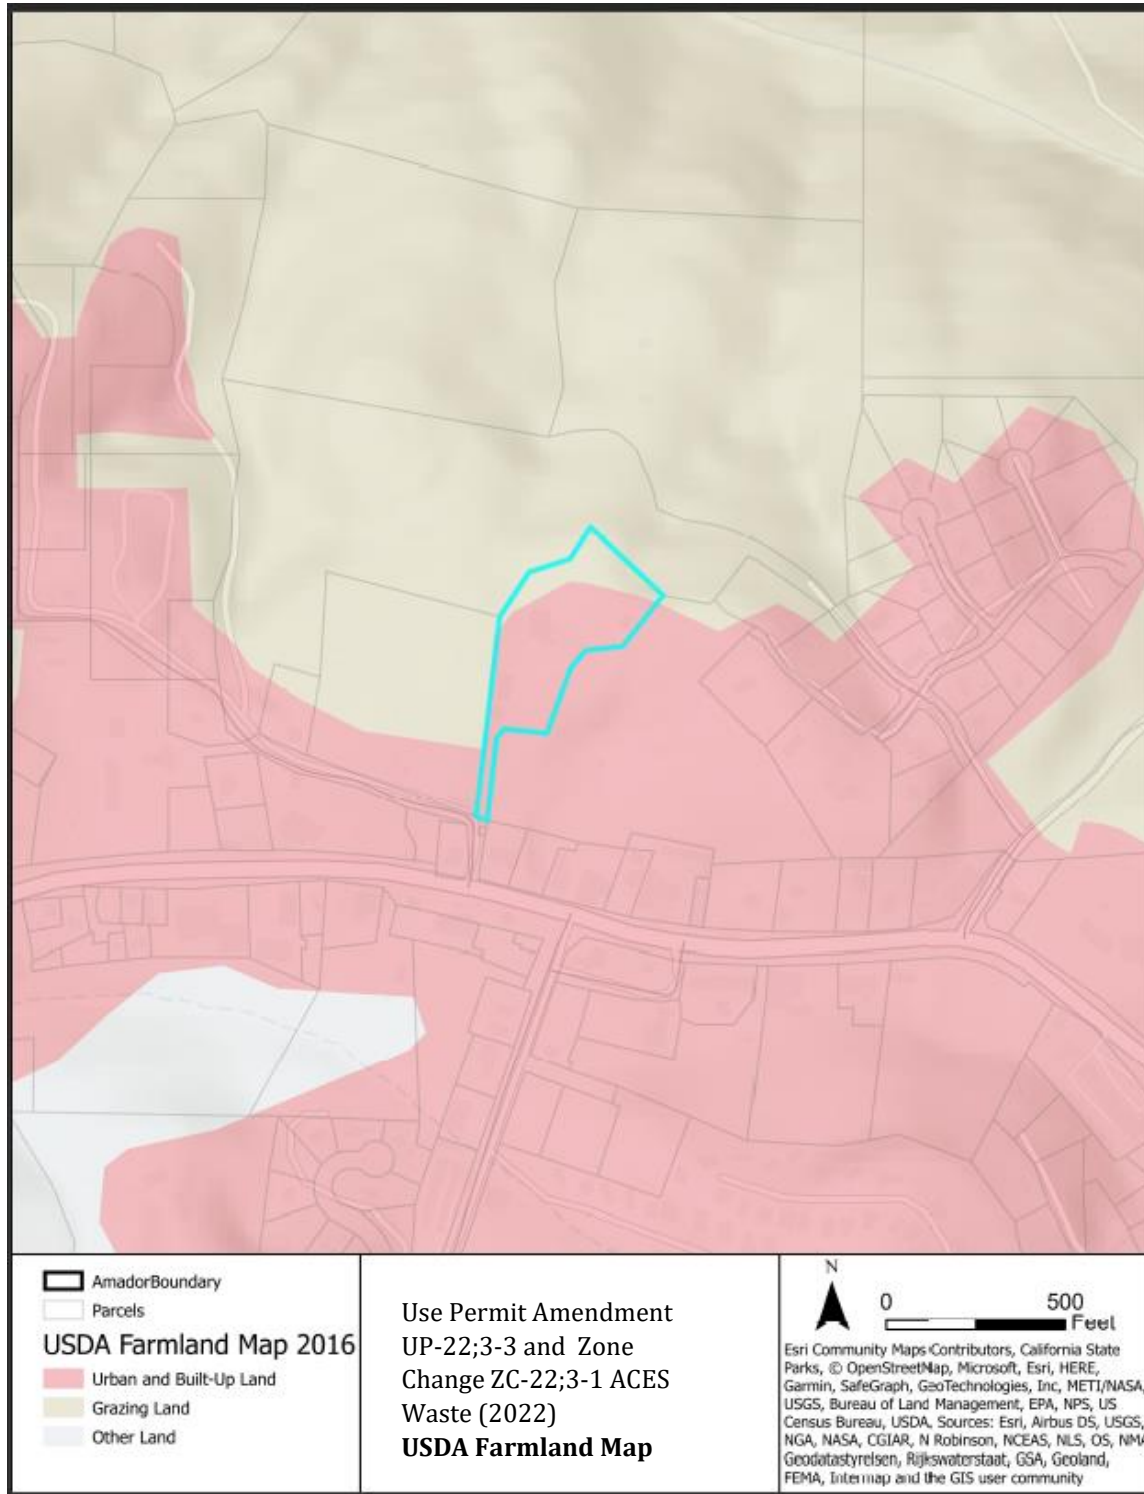 AmadorBoundary
Parcels
USDA Farmland Map 2016
Urban and Built-Up Land
Grazing Land
Other Land
Use Permit Amendment
UP-22;3-3 and Zone
Change ZC-22;3-1 ACES
Waste (2022)
USDA Farmland Map
N
0 500
Feet
Esri Community Maps Contributors, California State
Parks, © OpenStreetMap, Microsoft, Esri, HERE,
Garmin, SafeGraph, GeoTechnologies, Inc, METI/NASA,
USGS, Bureau of Land Management, EPA, NPS, US
Census Bureau, USDA. Sources: Esri, Airbus DS, USGS,
NGA, NASA, CGIAR, N Robinson, NCEAS, NLS, OS, NMA
Geodatastyrelsen, Rijkswaterstaat, GSA, Geoland,
FEMA, Intermap and the GIS user community